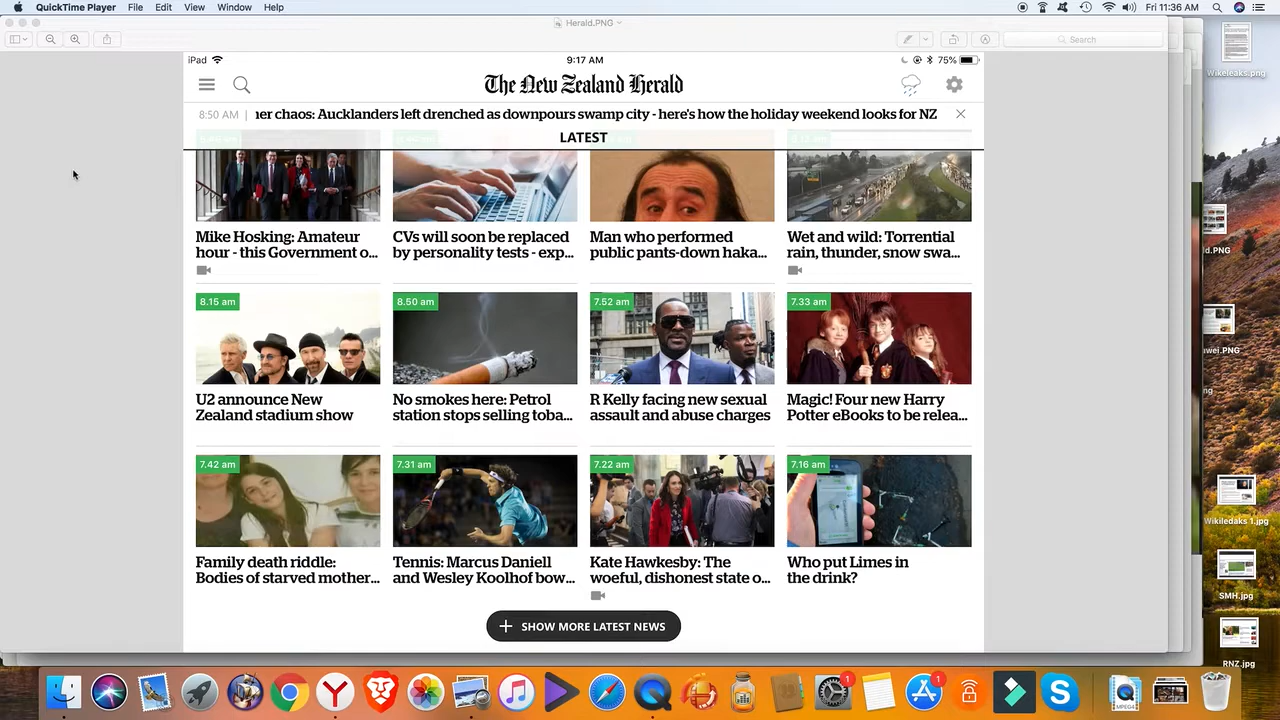 QuickTime Player File Edit View Window Help
Fri 11:36 AM
Herald.PNG
Search
iPad
9:17 AM
75%
The New Zealand Herald
8:50 AM | ier chaos: Aucklanders left drenched as downpours swamp city - here's how the holiday weekend looks for NZ
LATEST
Mike Hosking: Amateur
hour - this Government o...
CVs will soon be replaced
by personality tests - exp...
Man who performed
public pants-down haka...
Wet and wild: Torrential
rain, thunder, snow swa...
8.15 am
U2 announce New
Zealand stadium show
8.50 am
No smokes here: Petrol
station stops selling toba...
7.52 am
R Kelly facing new sexual
assault and abuse charges
7.33 am
Magic! Four new Harry
Potter eBooks to be relea...
7.42 am
Family death riddle:
Bodies of starved mother...
7.31 am
Tennis: Marcus Daniell
and Wesley Koolhof bow...
7.22 am
Kate Hawkesby: The
woeful, dishonest state o...
7.16 am
Who put Limes in
the drink?
+ SHOW MORE LATEST NEWS
Wikeleaks.png
ld.PNG
wei.PNG
ng
Wikiledaks 1.jpg
SMH.jpg
RNZ.jpg
1
1
MPEG4